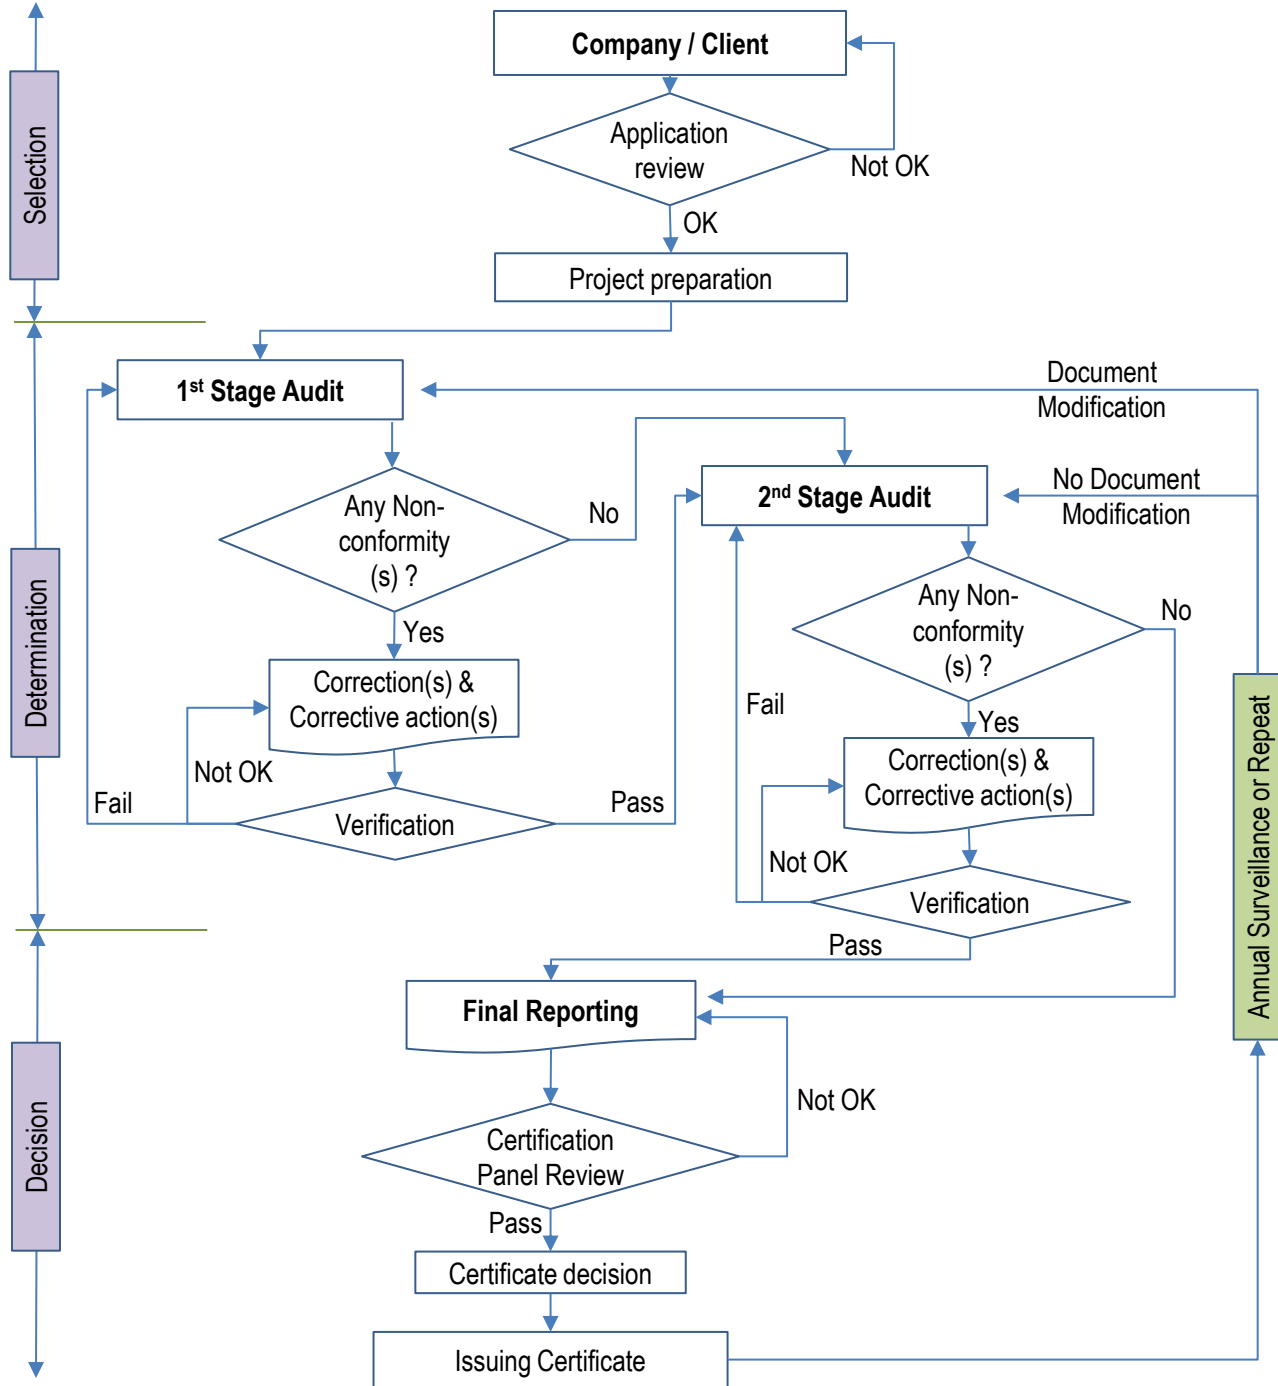 Company / Client
Application
review
Not OK
OK
Selection
Project preparation
1st Stage Audit
Document
Modification
2nd Stage Audit
No Document
Modification
Any Non-
conformity
(s) ?
No
Yes
Any Non-
conformity
(s) ?
No
Yes
Determination
Correction(s) &
Corrective action(s)
Not OK
Fail
Verification
Pass
Fail
Correction(s) &
Corrective action(s)
Not OK
Verification
Pass
Annual Surveillance or Repeat
Final Reporting
Not OK
Decision
Certification
Panel Review
Pass
Certificate decision
Issuing Certificate